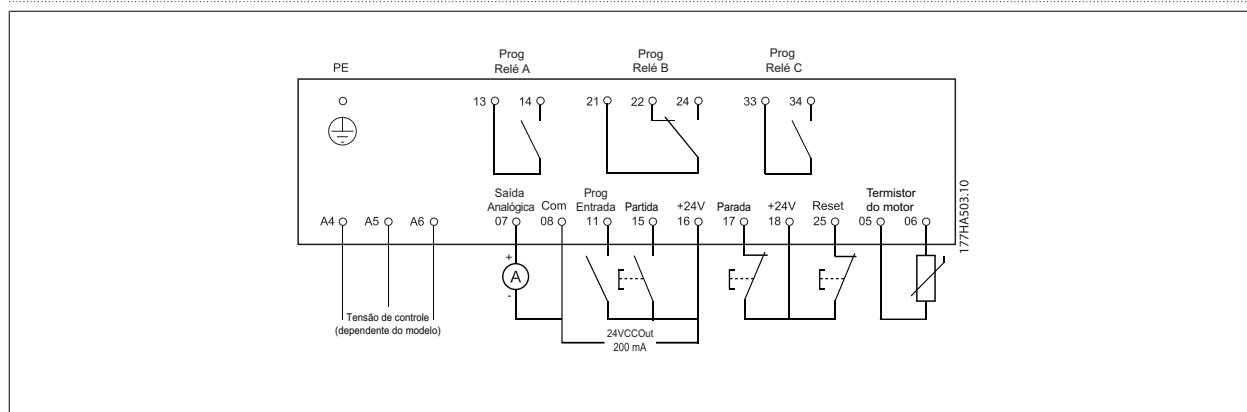 PE
Prog
Relé A
Prog
Relé B
Prog
Relé C
13 14 21 22 24 33 34
Saída
Analógica
07
Com
08
Prog
Entrada
11
Partida
15
+24V
16
Parada
17
+24V
18
Reset
25
Termistor
do motor
05 06
A4 A5 A6
+
A
-
Tensão de controle
(dependente do modelo)
24VCCOut
200 mA
177HA503.10